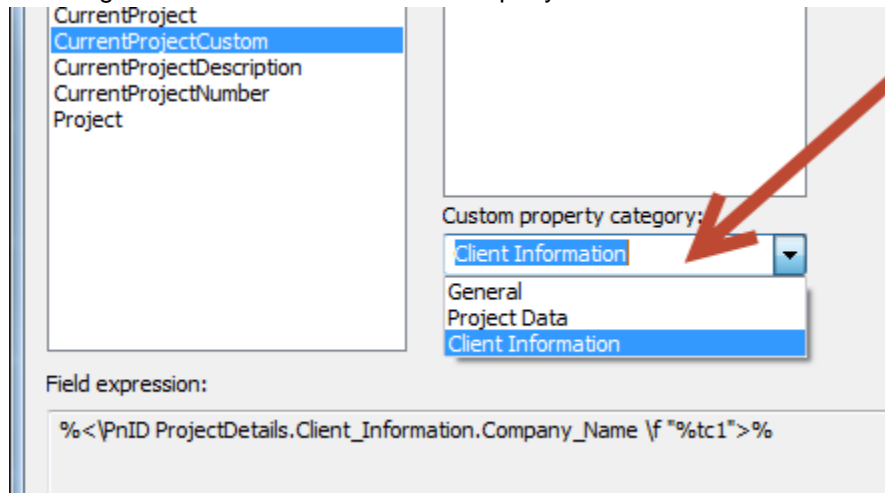 CurrentProject
CurrentProjectCustom
CurrentProjectDescription
CurrentProjectNumber
Project
Custom property category:
Client Information
General
Project Data
Client Information
Field expression:
%<\PnID ProjectDetails.Client_Information.Company_Name \f "%tc1">%